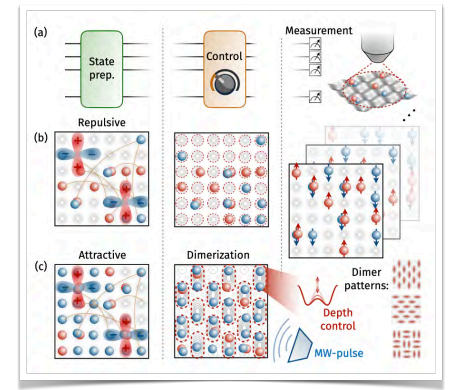 (a)
State
prep.
Control
Measurement
Repulsive
(b)
Attractive
Dimerization
(c)
Dimer
patterns:
Depth
control
MW-pulse